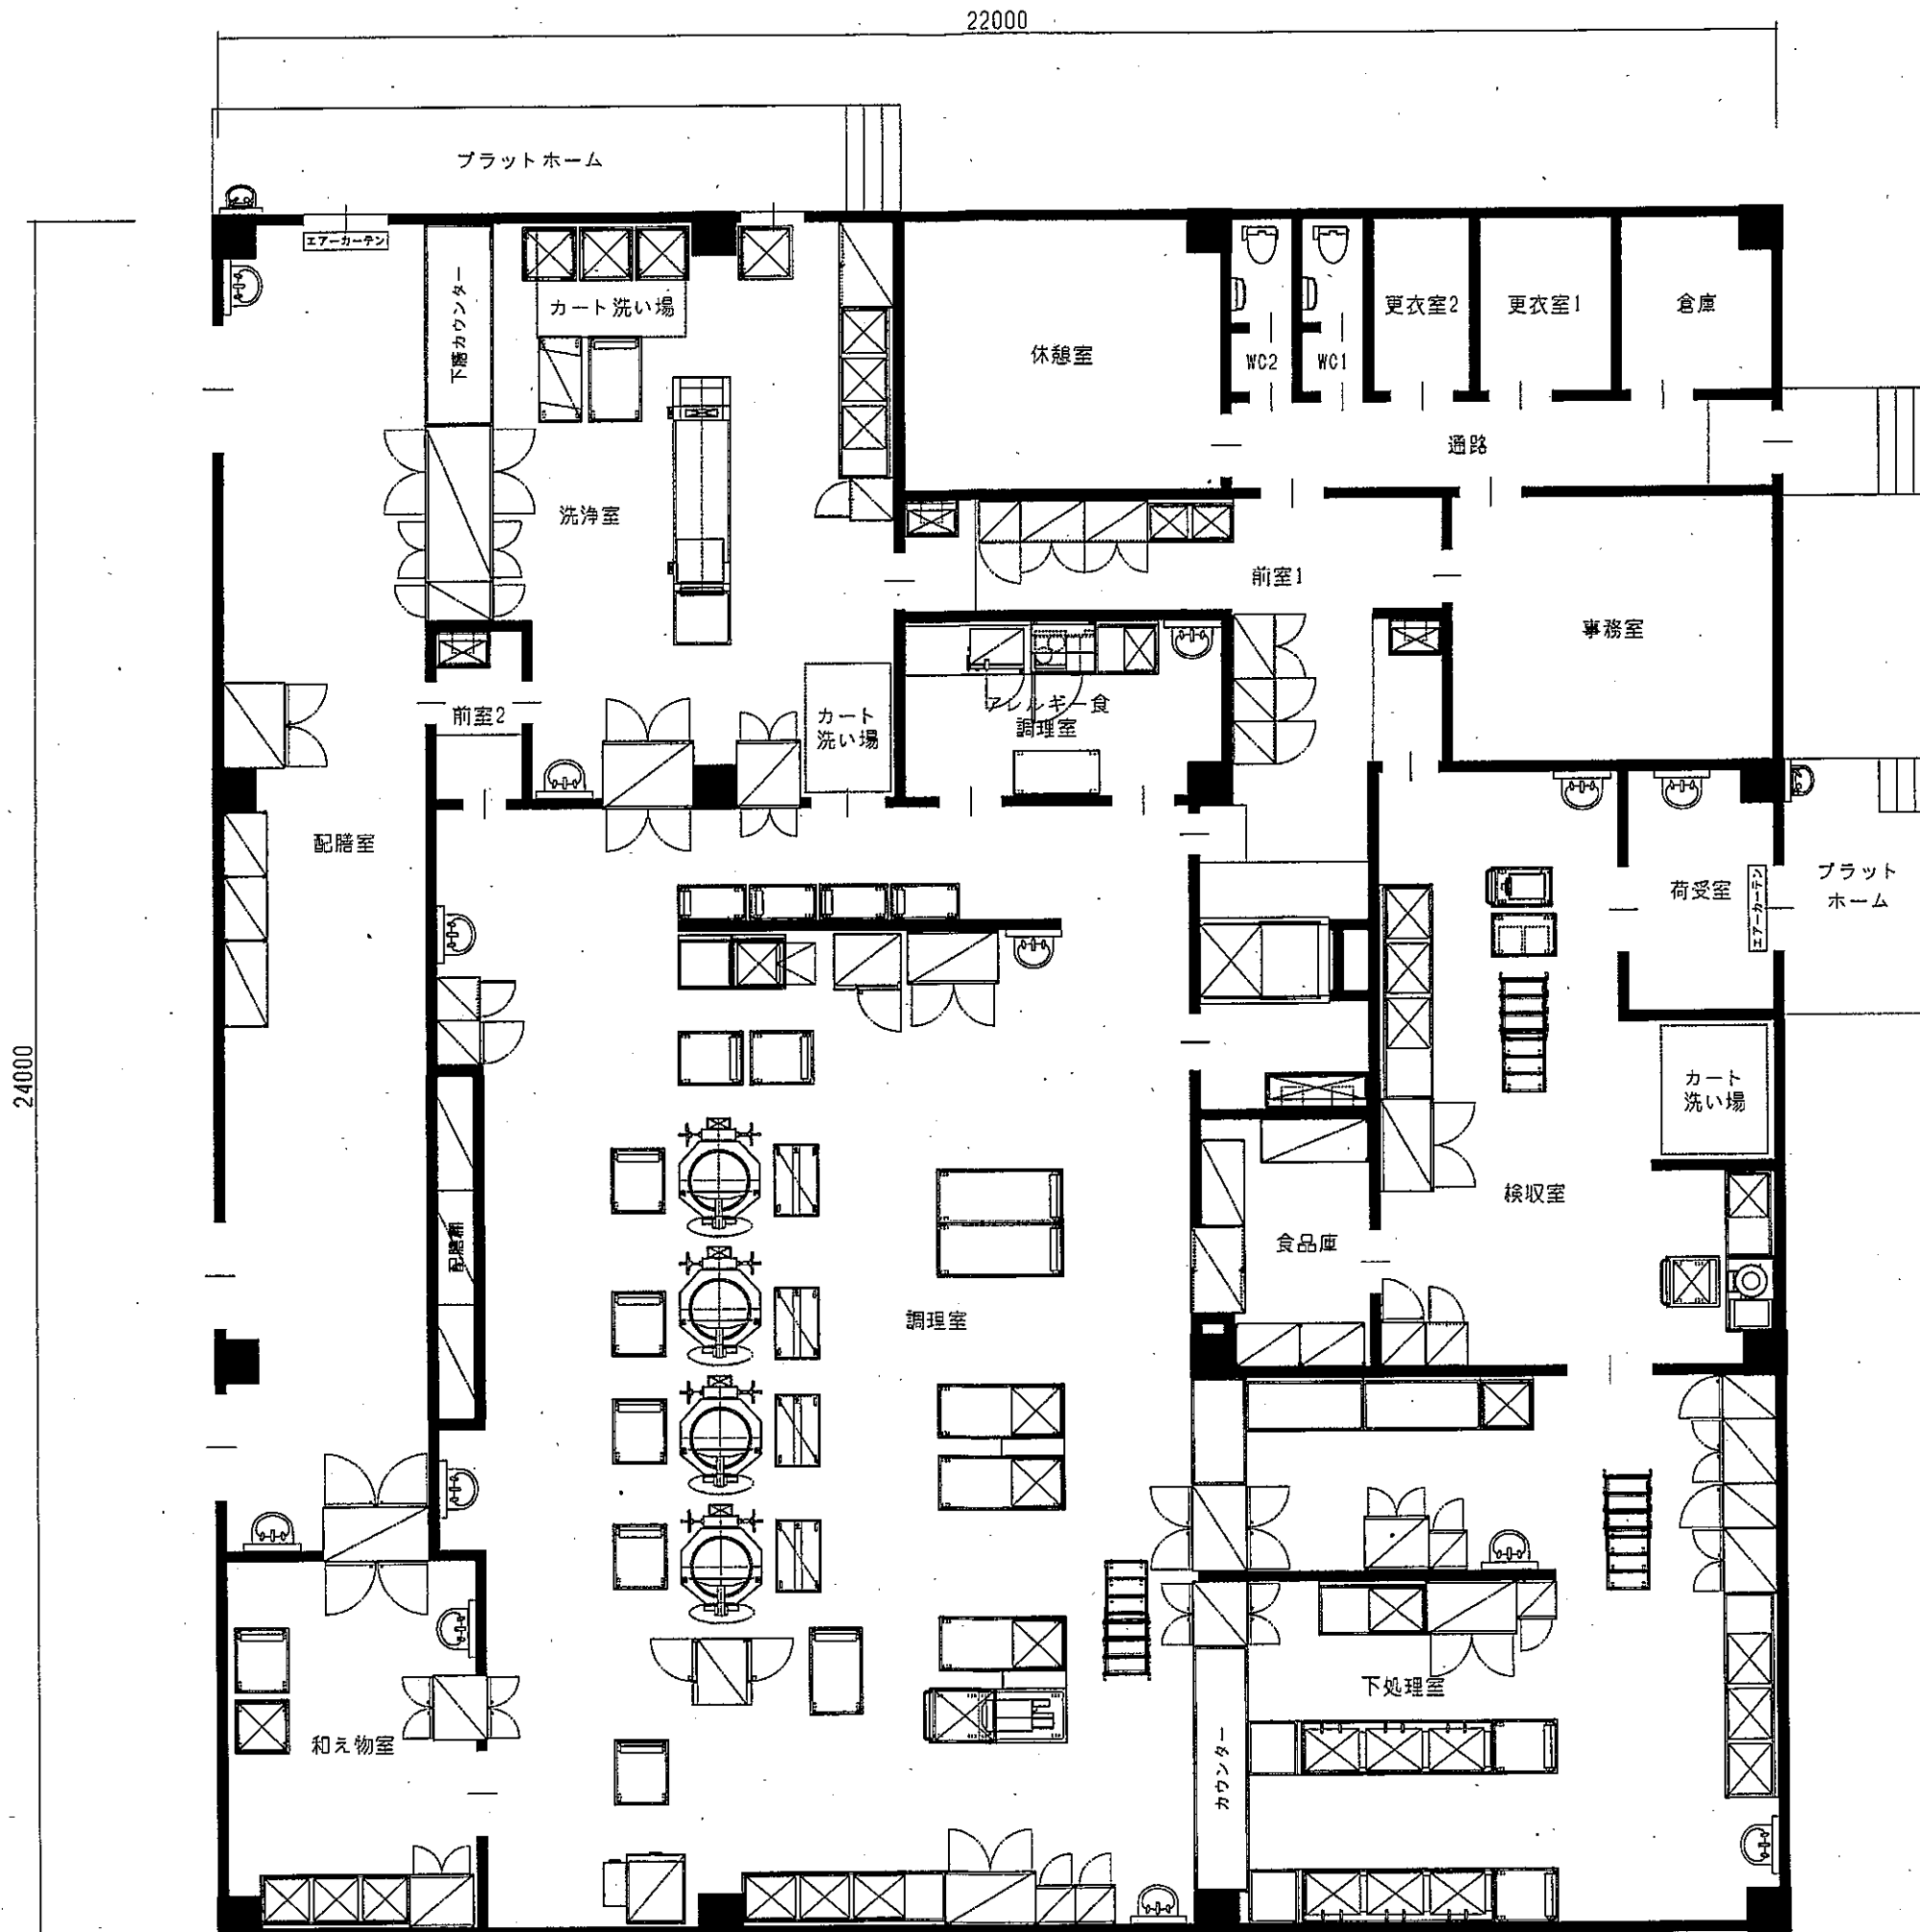 22000
プラットホーム
エアーカーテン
下膳カウンター
カート洗い場
休憩室
WC2
WC1
更衣室2
更衣室1
倉庫
通路
洗浄室
前室1
事務室
アレルギー食
調理室
前室2
カート
洗い場
配膳室
荷受室
エアーカーテン
プラット
ホーム
24000
カート
洗い場
検収室
配膳棚
食品庫
調理室
下処理室
和え物室
カウンター